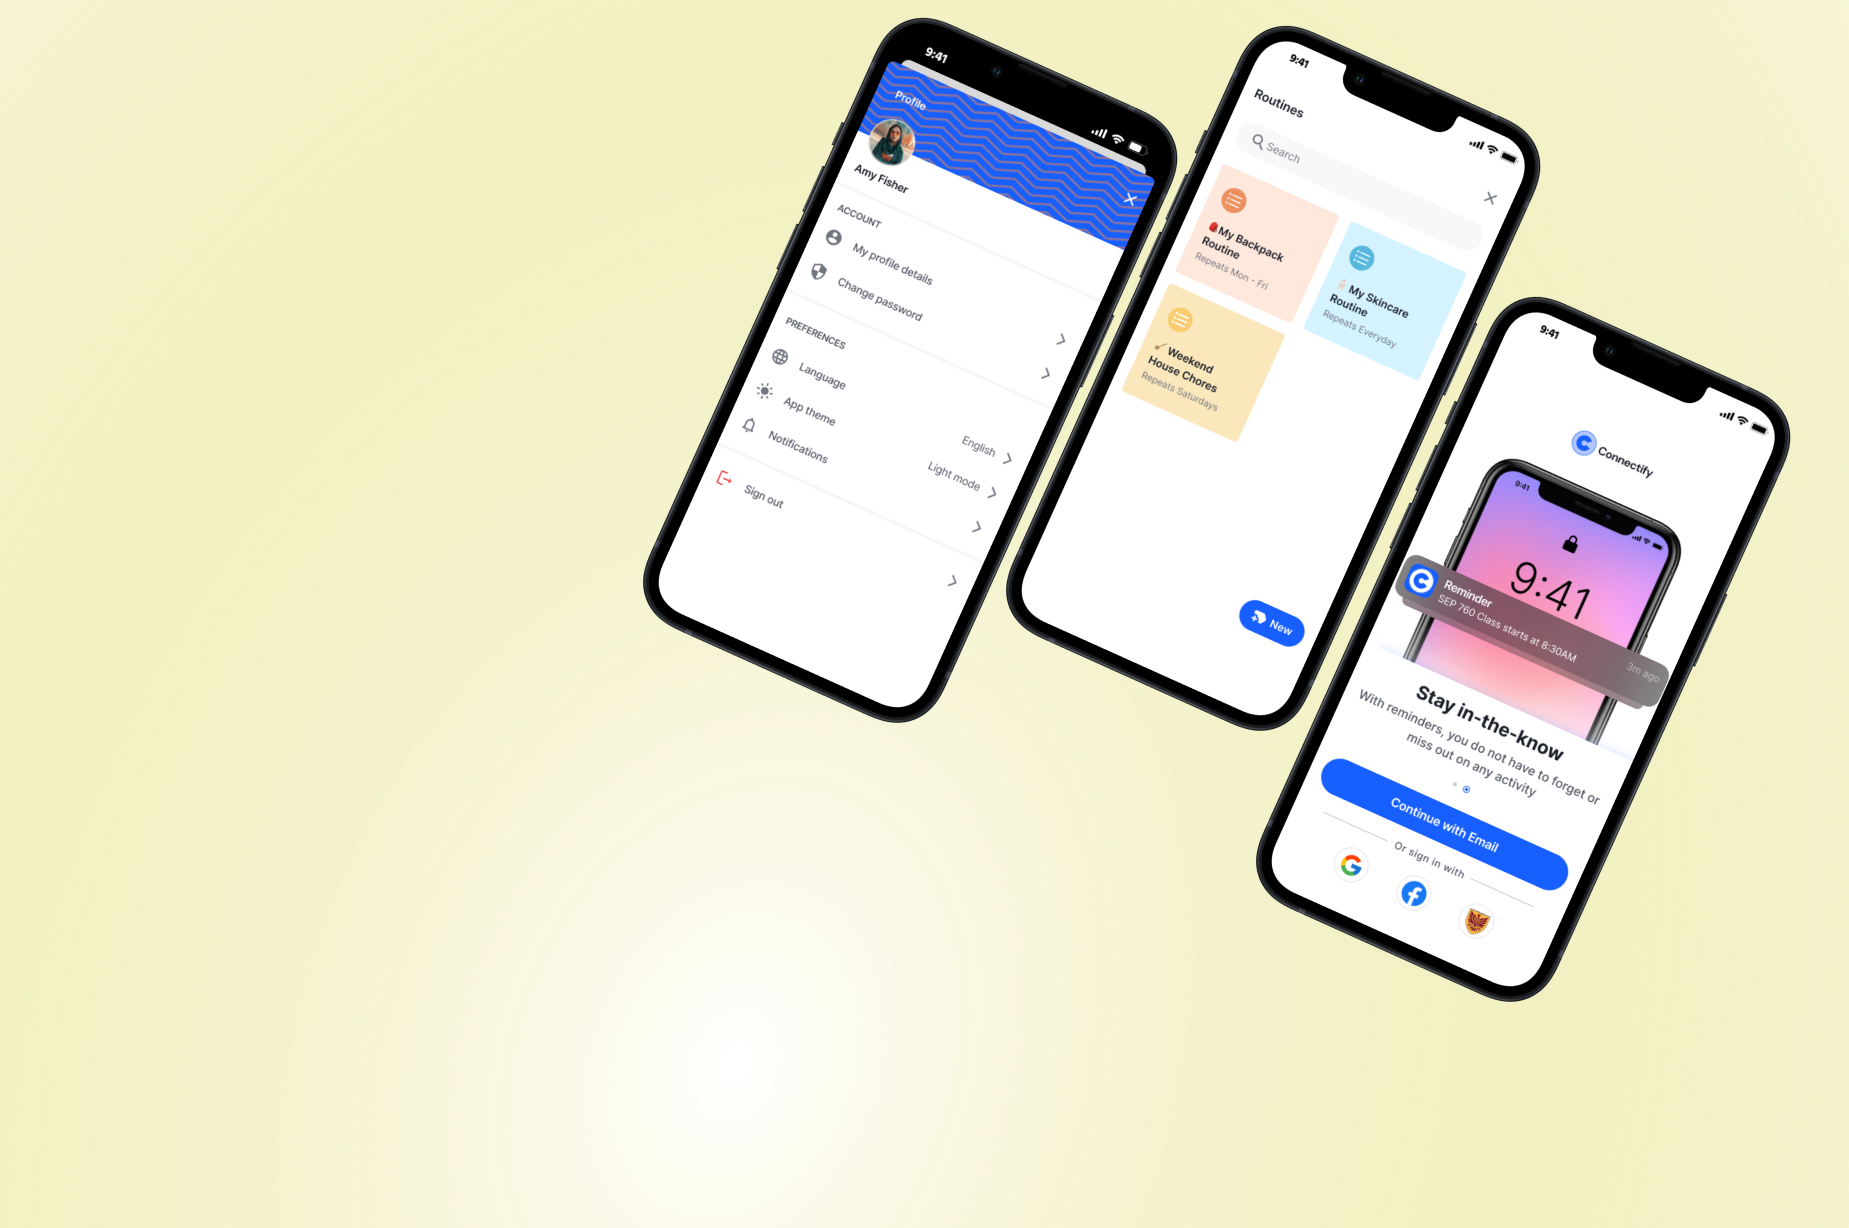 9:41
Profile
Amy Fisher
ACCOUNT
My profile details
Change password
PREFERENCES
Language
English
App theme
Light mode
Notifications
Sign out
9:41
Routines
Search
My Backpack
Routine
Repeats Mon - Fri
My Skincare
Routine
Repeats Everyday
Weekend
House Chores
Repeats Saturdays
New
9:41
Connectify
9:41
9:41
Reminder
SEP 760 Class starts at 8:30AM
3m ago
Stay in-the-know
With reminders, you do not have to forget or
miss out on any activity
Continue with Email
Or sign in with